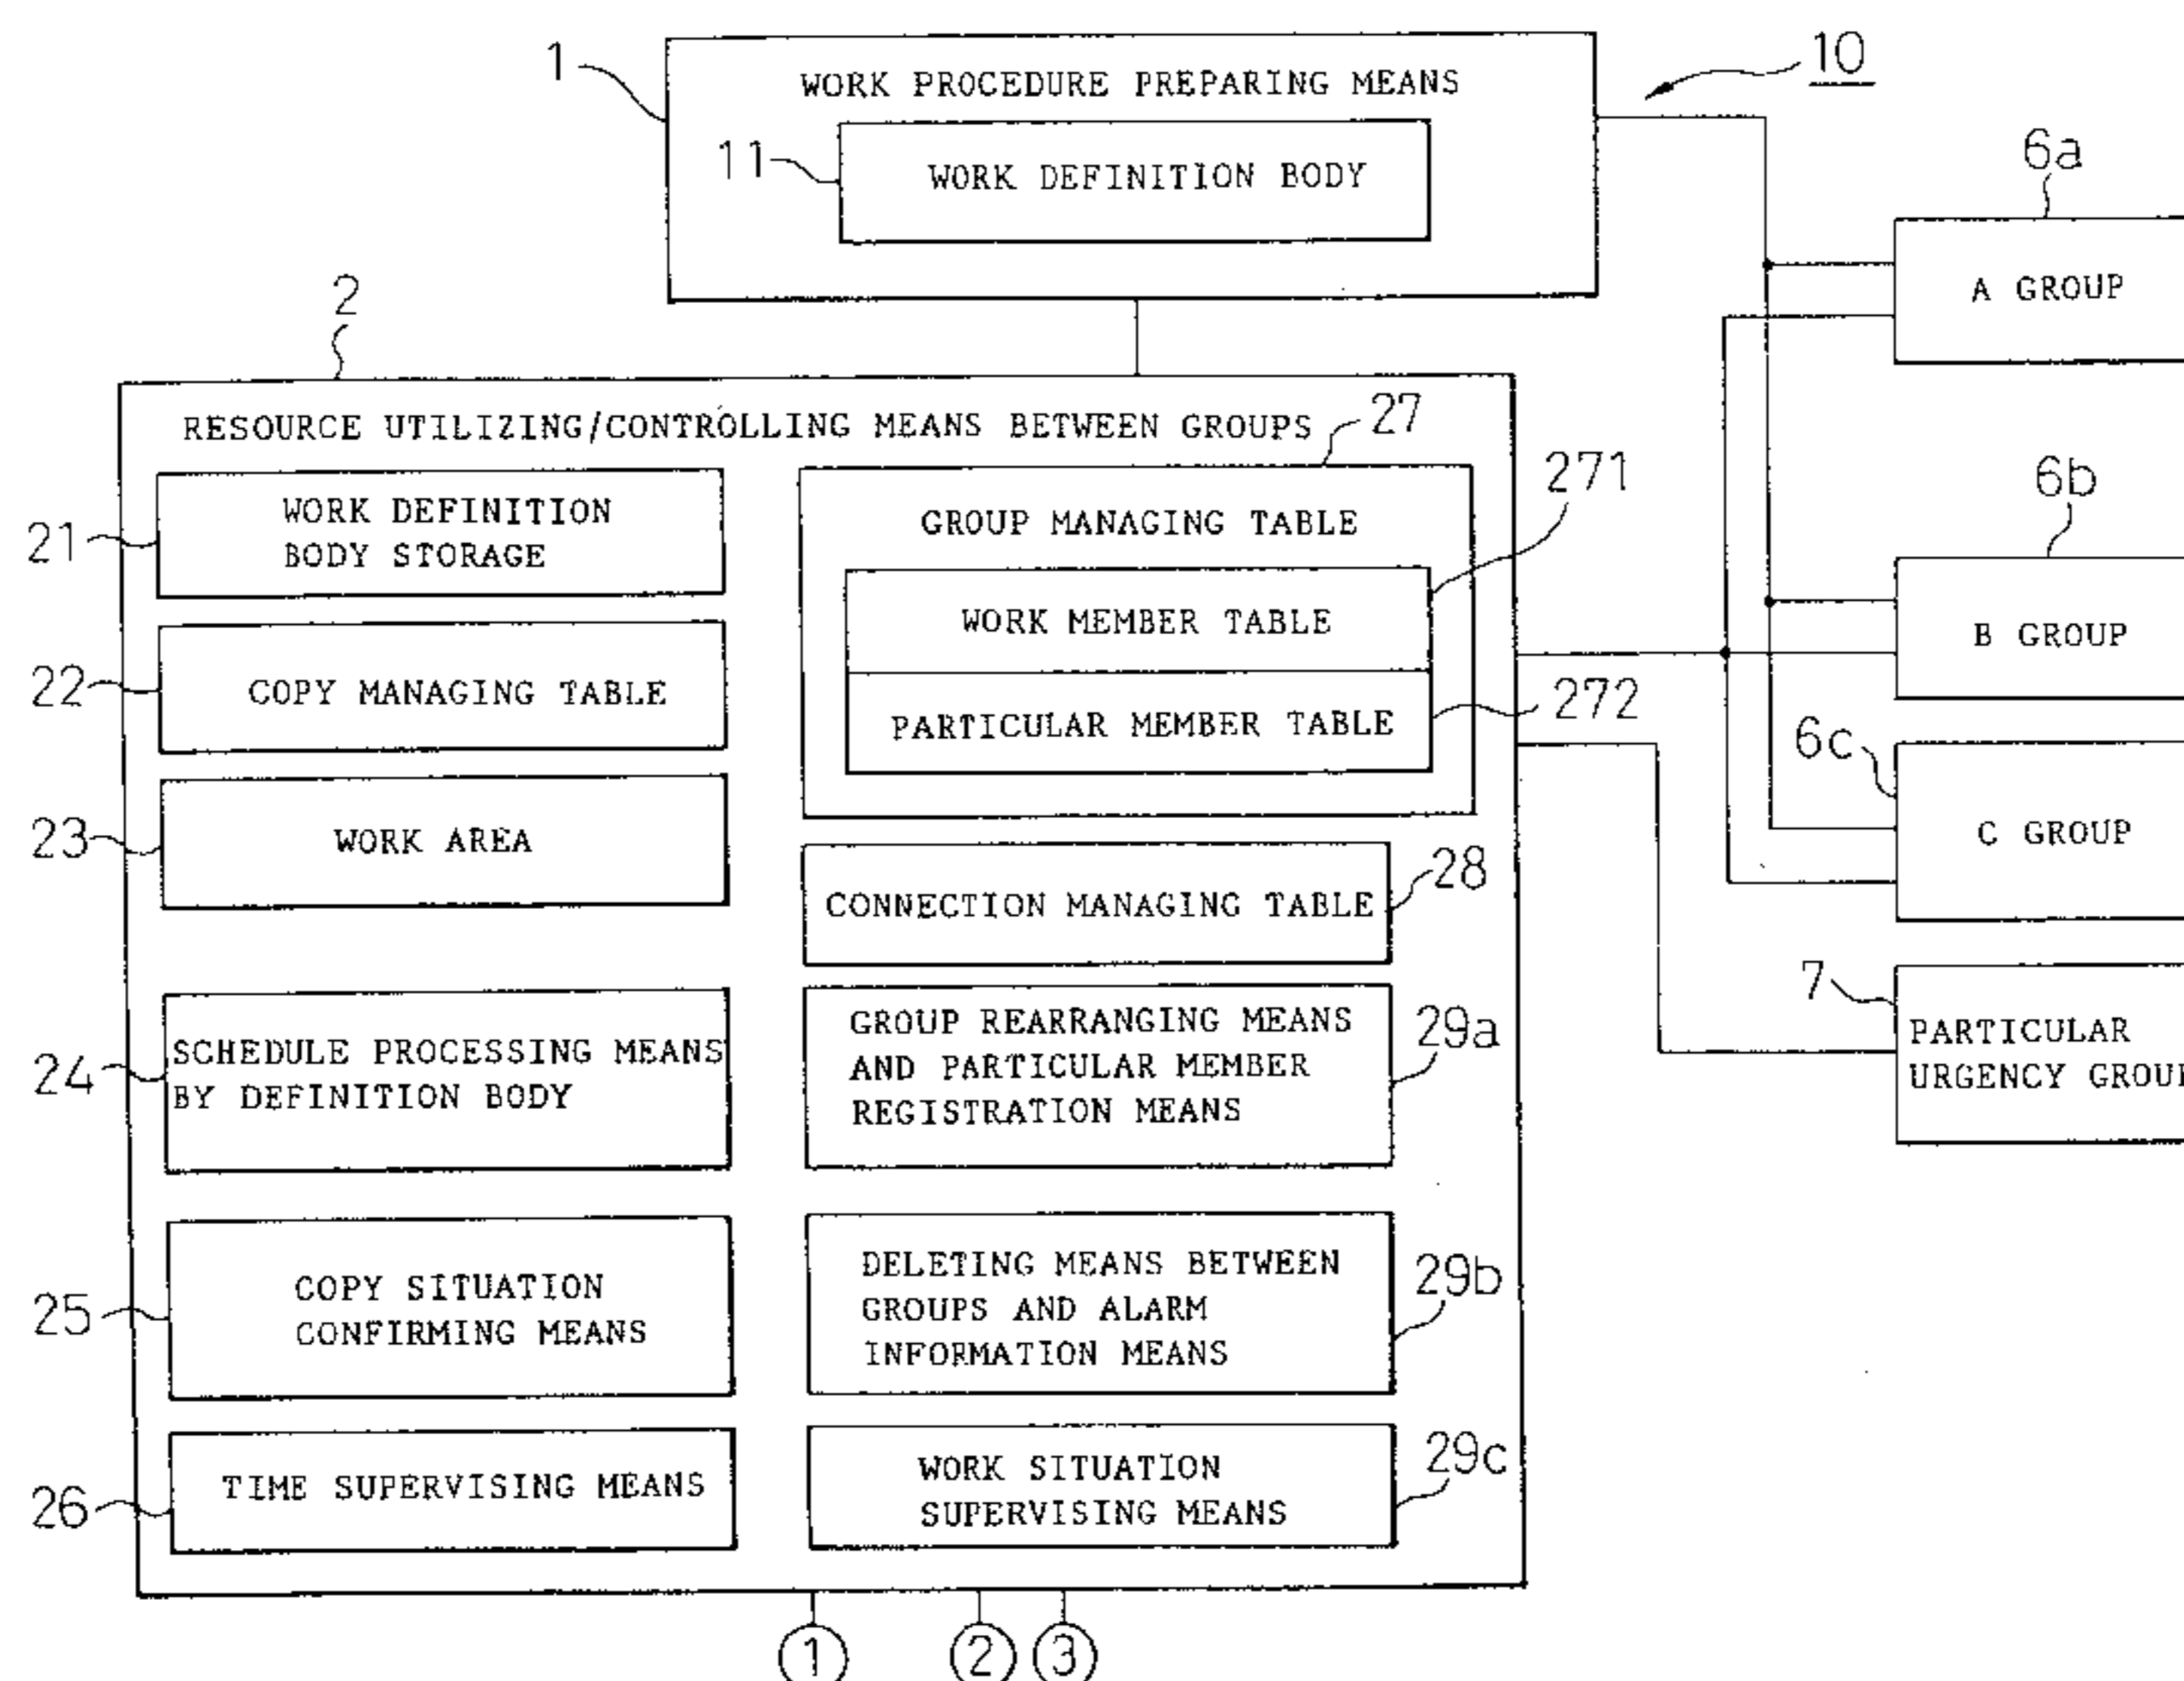 1
WORK PROCEDURE PREPARING MEANS
10
11
WORK DEFINITION BODY
6a
A GROUP
2
RESOURCE UTILIZING/CONTROLLING MEANS BETWEEN GROUPS
27
271
21
WORK DEFINITION
BODY STORAGE
GROUP MANAGING TABLE
6b
WORK MEMBER TABLE
B GROUP
22
COPY MANAGING TABLE
PARTICULAR MEMBER TABLE
272
6c
23
WORK AREA
C GROUP
CONNECTION MANAGING TABLE
28
24
SCHEDULE PROCESSING MEANS
BY DEFINITION BODY
GROUP REARRANGING MEANS
AND PARTICULAR MEMBER
REGISTRATION MEANS
29a
7
PARTICULAR
URGENCY GROUP
25
COPY SITUATION
CONFIRMING MEANS
DELETING MEANS BETWEEN
GROUPS AND ALARM
INFORMATION MEANS
29b
26
TIME SUPERVISING MEANS
WORK SITUATION
SUPERVISING MEANS
29c
① ② ③